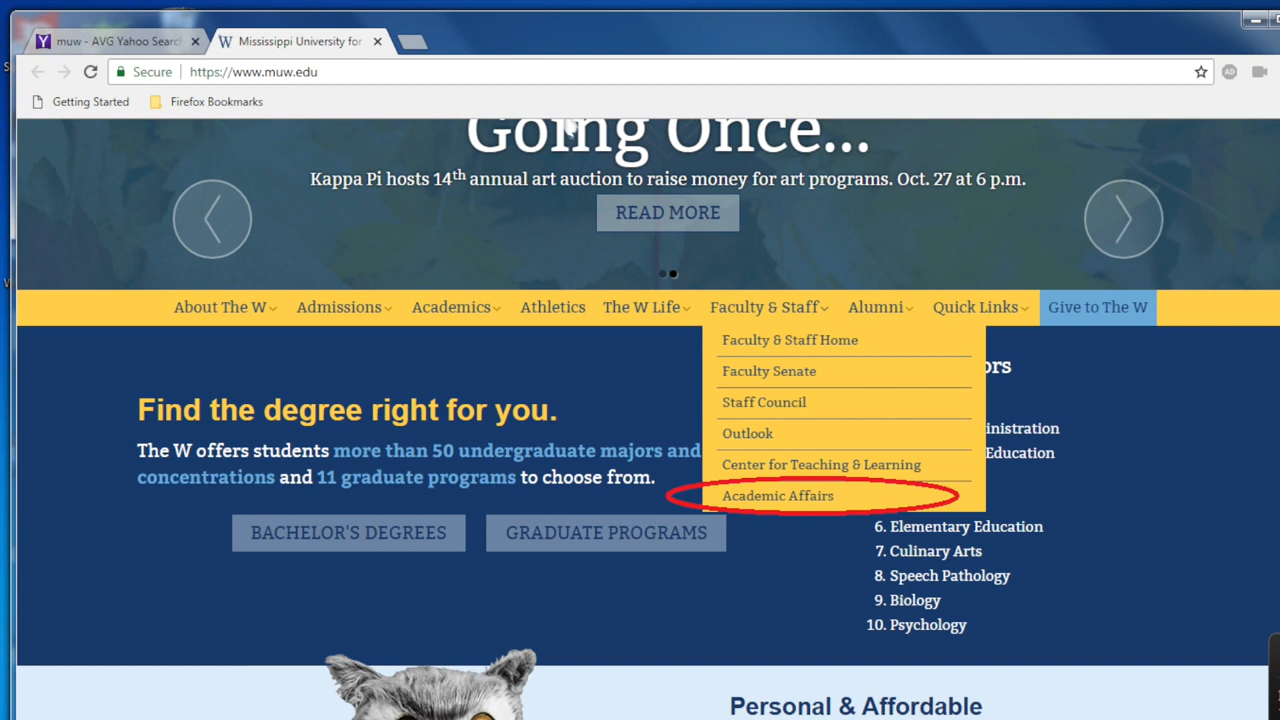 muw - AVG Yahoo Search
Mississippi University for
Secure
https://www.muw.edu
AD
Getting Started
Firefox Bookmarks
Going Once...
Kappa Pi hosts 14th annual art auction to raise money for art programs. Oct. 27 at 6 p.m.
READ MORE
About The W
Admissions
Academics
Athletics
The W Life
Faculty & Staff
Alumni
Quick Links
Give to The W
Faculty & Staff Home
Faculty Senate
Staff Council
Outlook
Center for Teaching & Learning
Academic Affairs
Find the degree right for you.
The W offers students more than 50 undergraduate majors and
concentrations and 11 graduate programs to choose from.
BACHELOR'S DEGREES
GRADUATE PROGRAMS
Education
6. Elementary Education
7. Culinary Arts
8. Speech Pathology
9. Biology
10. Psychology
Personal & Affordable